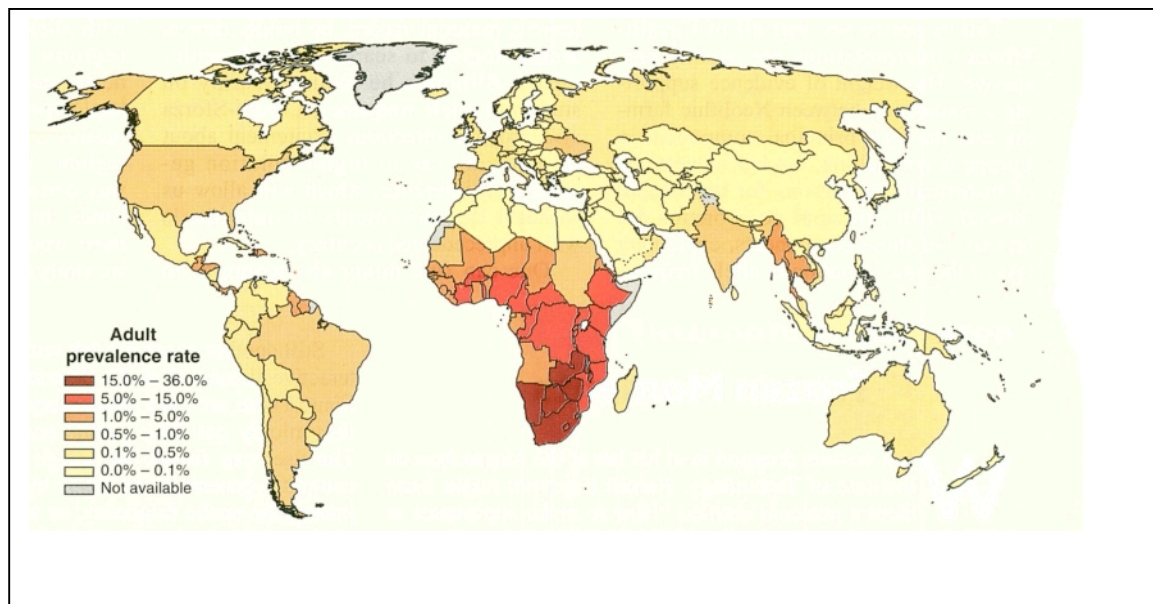 Adult
prevalence rate
15.0% – 36.0%
5.0% – 15.0%
1.0% – 5.0%
0.5% – 1.0%
0.1% – 0.5%
0.0% – 0.1%
Not available